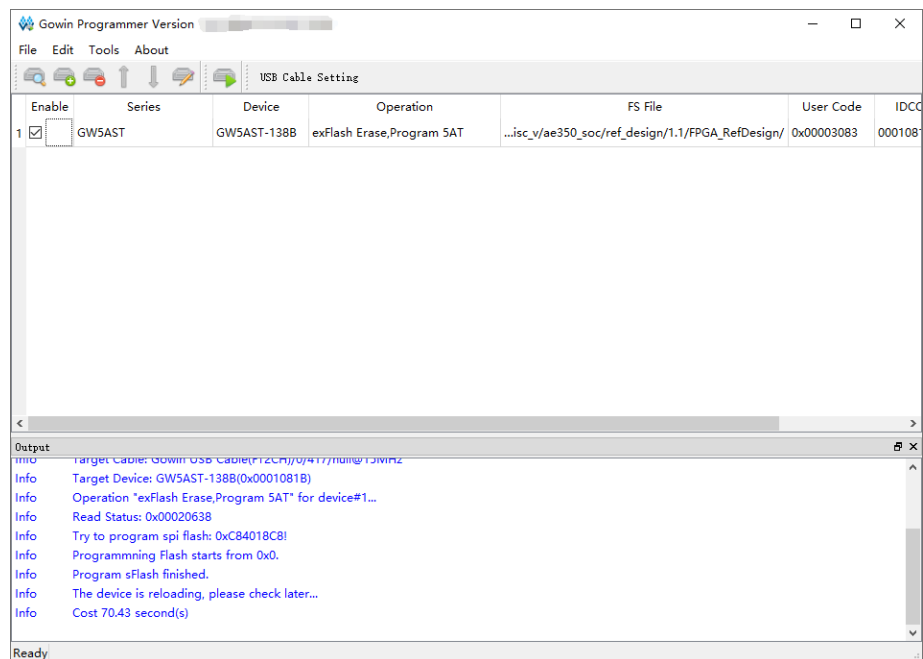 Gowin Programmer Version
File Edit Tools About
USB Cable Setting
Enable Series Device Operation FS File User Code IDCC
1 GW5AST GW5AST-138B exFlash Erase,Program 5AT ...isc_v/ae350_soc/ref_design/1.1/FPGA_RefDesign/ 0x00003083 000108
Output
Info Target Cable: Gowin USB Cable(FT2CH)/0/417/null@15MHz
Info Target Device: GW5AST-138B(0x0001081B)
Info Operation "exFlash Erase,Program 5AT" for device#1...
Info Read Status: 0x00020638
Info Try to program spi flash: 0xC84018C8!
Info Programmning Flash starts from 0x0.
Info Program sFlash finished.
Info The device is reloading, please check later...
Info Cost 70.43 second(s)
Ready